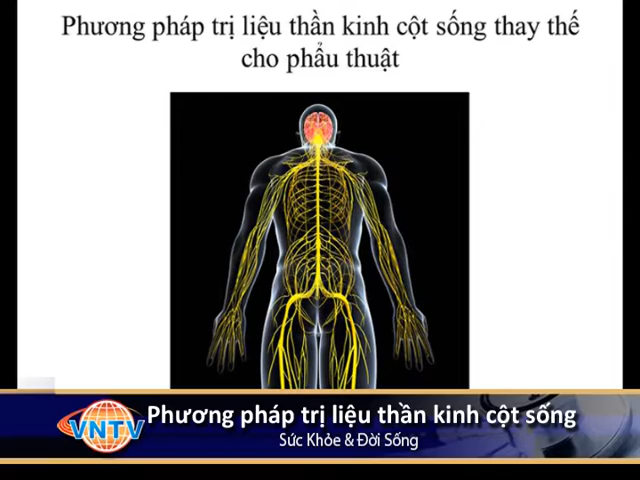 Phương pháp trị liệu thần kinh cột sống thay thế
cho phẩu thuật
VNTV
Phương pháp trị liệu thần kinh cột sống
Sức Khỏe & Đời Sống